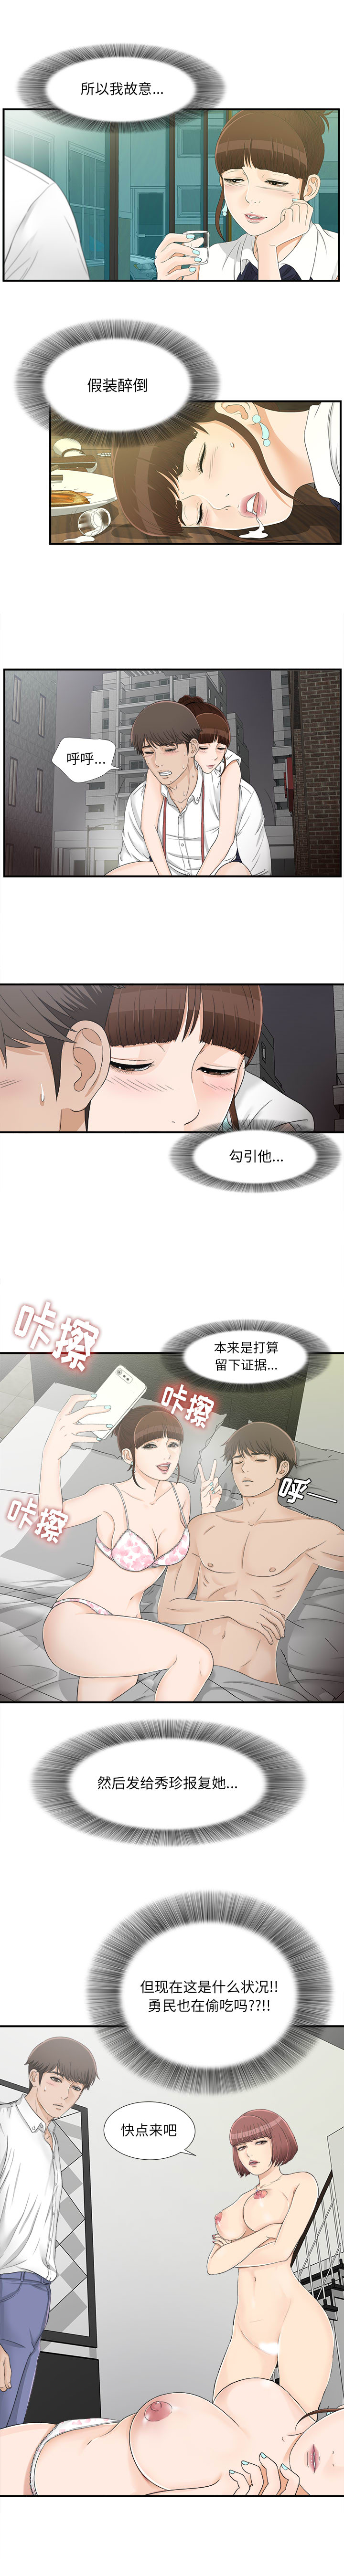 所以我故意...
假装醉倒
呼呼...
勾引他...
咔擦
本来是打算
留下证据...
咔擦
呼—
咔擦
然后发给秀珍报复她...
但现在这是什么状况!!
勇民也在偷吃吗??!!
快点来吧